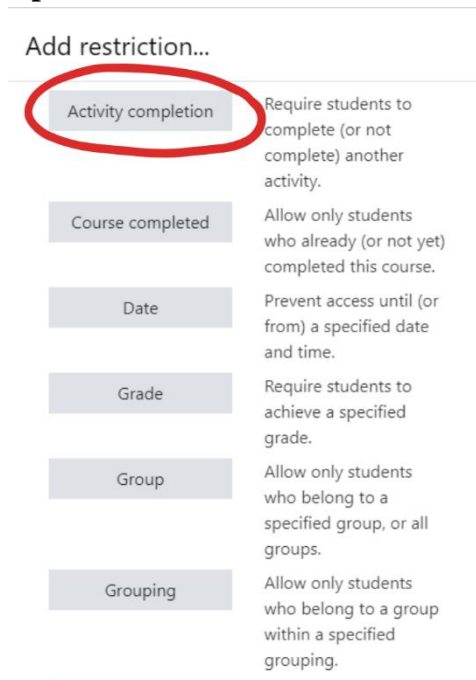 Add restriction...
Activity completion
Require students to
complete (or not
complete) another
activity.
Course completed
Allow only students
who already (or not yet)
completed this course.
Date
Prevent access until (or
from) a specified date
and time.
Grade
Require students to
achieve a specified
grade.
Group
Allow only students
who belong to a
specified group, or all
groups.
Grouping
Allow only students
who belong to a group
within a specified
grouping.